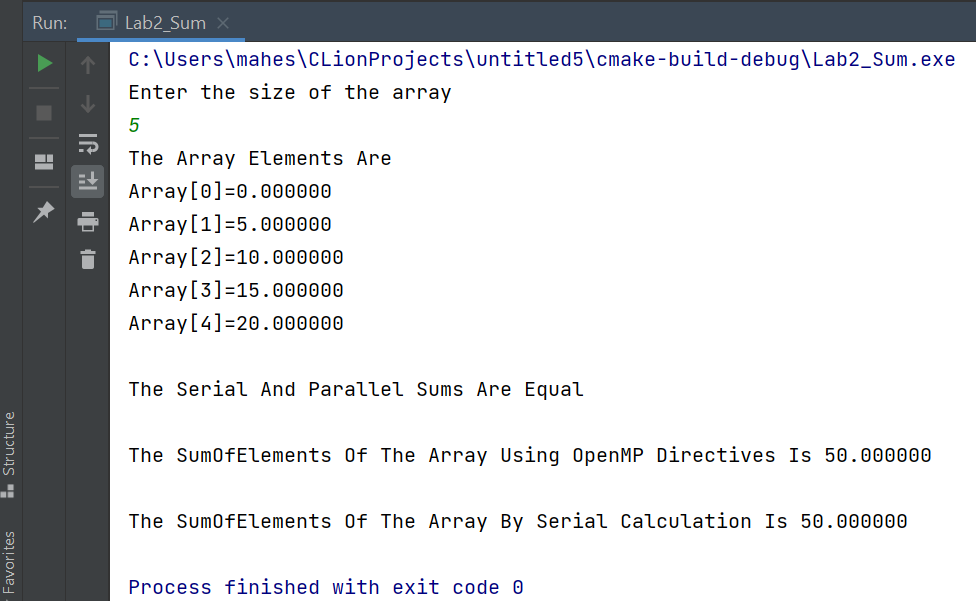 Run: Lab2_Sum
C:\Users\mahes\CLionProjects\untitled5\cmake-build-debug\Lab2_Sum.exe
Enter the size of the array
5
The Array Elements Are
Array[0]=0.000000
Array[1]=5.000000
Array[2]=10.000000
Array[3]=15.000000
Array[4]=20.000000
The Serial And Parallel Sums Are Equal
The SumOfElements Of The Array Using OpenMP Directives Is 50.000000
The SumOfElements Of The Array By Serial Calculation Is 50.000000
Process finished with exit code 0
Structure
Favorites